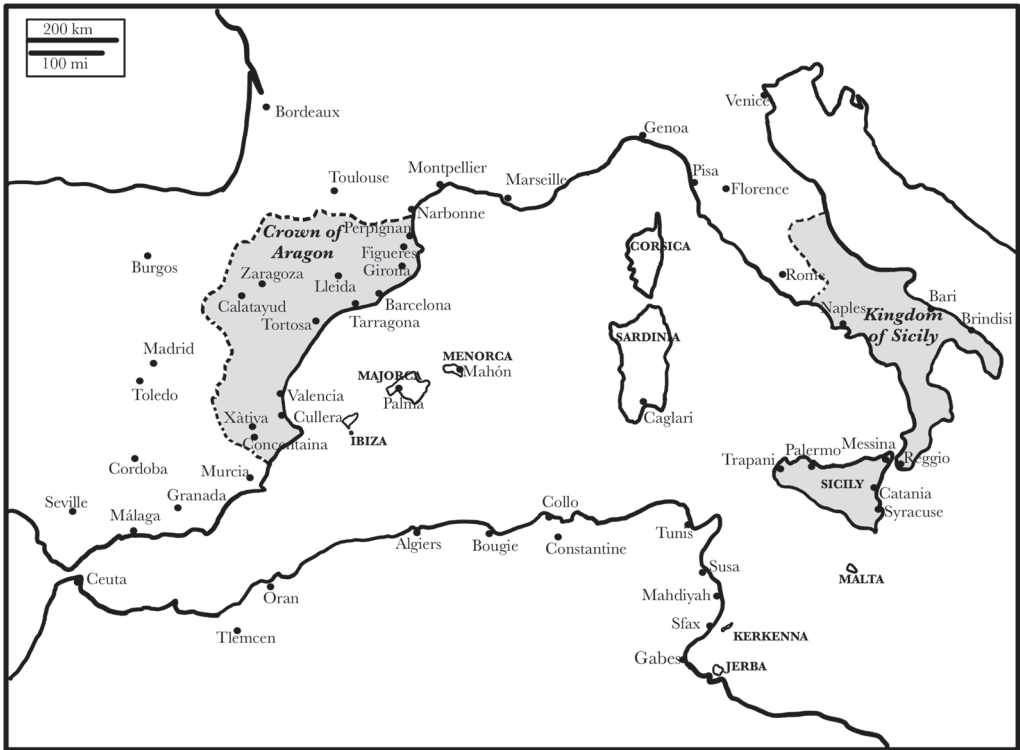 200 km
100 mi
Bordeaux
Venice
Genoa
Toulouse
Montpellier
Marseille
Pisa
Florence
Narbonne
Crown of
Aragon
Perpignan
Figueres
Girona
CORSICA
Burgos
Zaragoza
Lleida
Rome
Calatayud
Barcelona
Tarragona
Tortosa
Naples
Kingdom
of Sicily
Bari
Brindisi
SARDINIA
Madrid
Toledo
MENORCA
Mahón
MAJORCA
Palma
Valencia
Cullera
IBIZA
Xàtiva
Concentaina
Caglari
Cordoba
Murcia
Trapani
Palermo
Messina
Reggio
SICILY
Catania
Syracuse
Seville
Granada
Málaga
Algiers
Bougie
Collo
Constantine
Tunis
Ceuta
Oran
Tlemcen
Susa
Mahdiyah
Sfax
KERKENNA
Gabes
JERBA
MALTA